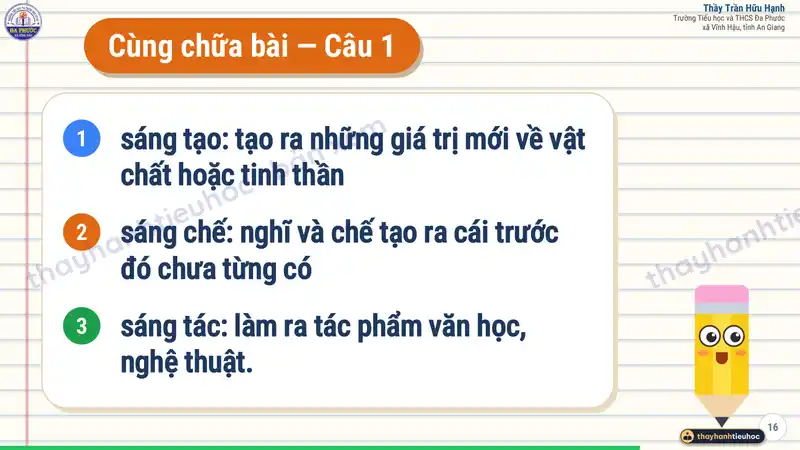 Thầy Trần Hữu Hạnh
Trường Tiểu học và THCS Đa Phước
xã Vĩnh Hậu, tỉnh An Giang
ĐA PHƯỚC
Cùng chữa bài – Câu 1
1 sáng tạo: tạo ra những giá trị mới về vật
chất hoặc tinh thần
2 sáng chế: nghĩ và chế tạo ra cái trước
đó chưa từng có
3 sáng tác: làm ra tác phẩm văn học,
nghệ thuật.
thayhanhtieuhoc
16